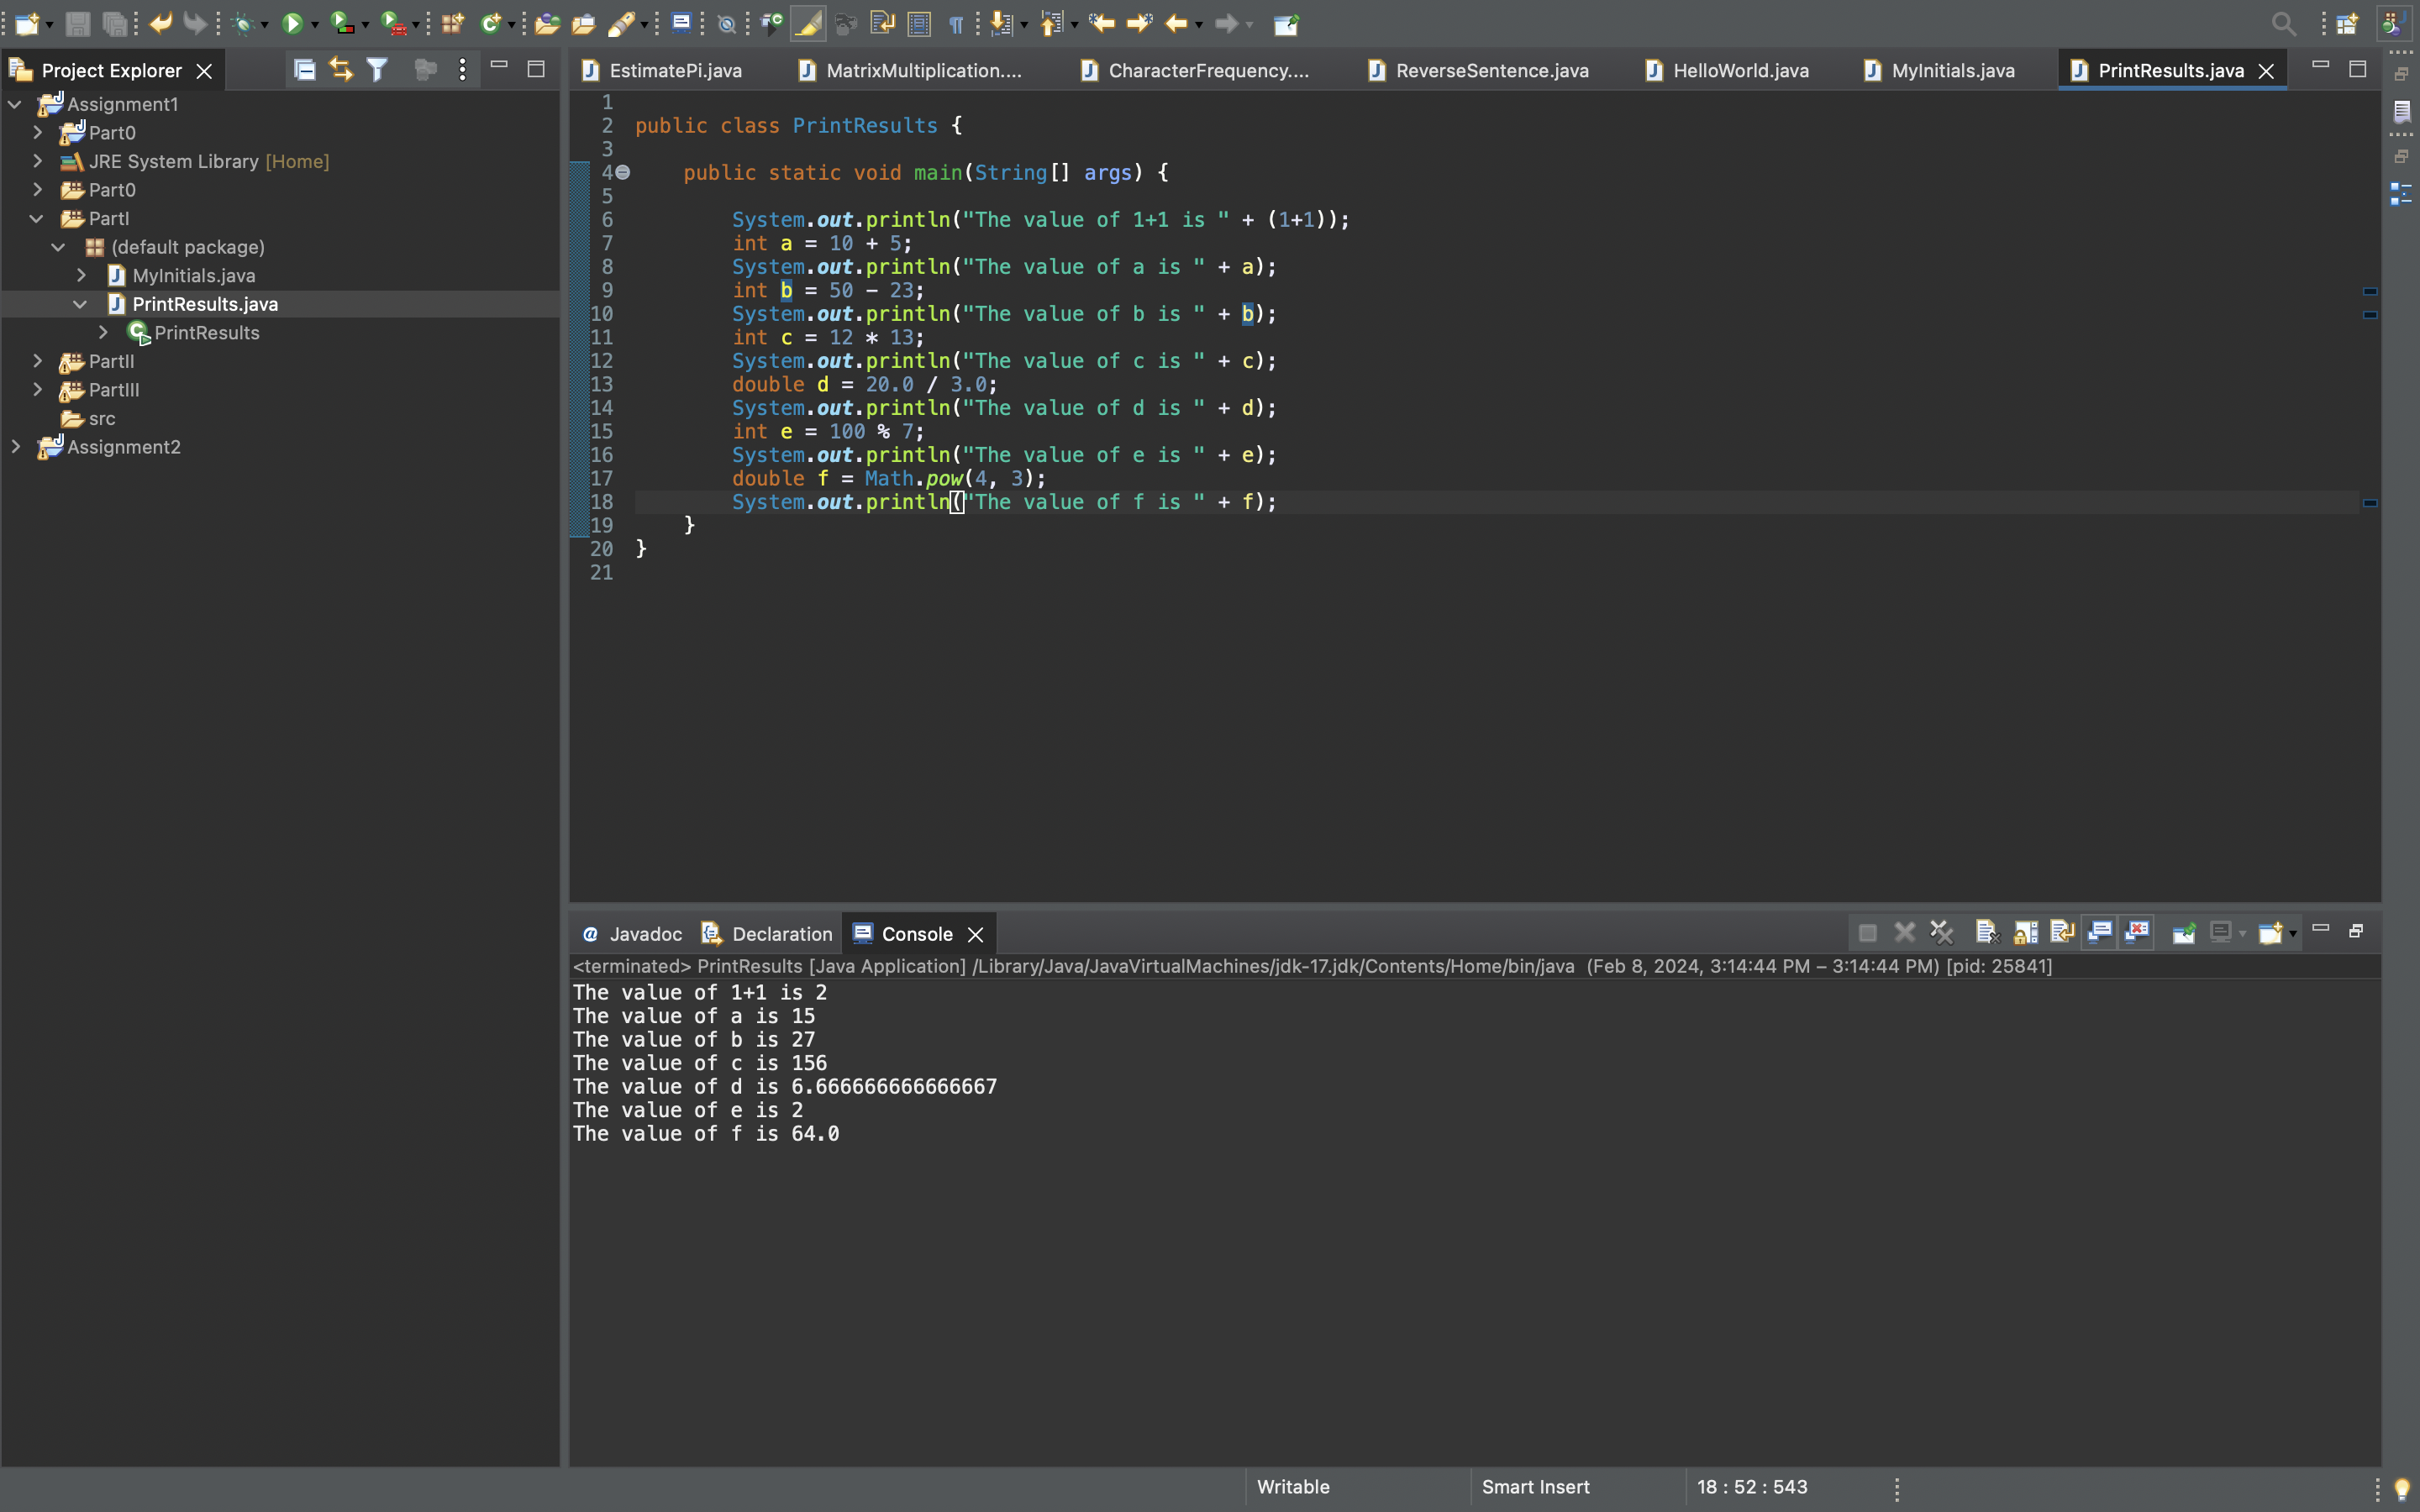 Project Explorer
Assignment1
Part0
JRE System Library [Home]
Part0
PartI
(default package)
MyInitials.java
PrintResults.java
PrintResults
PartII
PartIII
src
Assignment2
EstimatePi.java MatrixMultiplication.... CharacterFrequency.... ReverseSentence.java HelloWorld.java MyInitials.java PrintResults.java
1
2 public class PrintResults {
3
4     public static void main(String[] args) {
5
6         System.out.println("The value of 1+1 is " + (1+1));
7         int a = 10 + 5;
8         System.out.println("The value of a is " + a);
9         int b = 50 - 23;
10         System.out.println("The value of b is " + b);
11         int c = 12 * 13;
12         System.out.println("The value of c is " + c);
13         double d = 20.0 / 3.0;
14         System.out.println("The value of d is " + d);
15         int e = 100 % 7;
16         System.out.println("The value of e is " + e);
17         double f = Math.pow(4, 3);
18         System.out.println("The value of f is " + f);
19     }
20 }
21
@ Javadoc Declaration Console
<terminated> PrintResults [Java Application] /Library/Java/JavaVirtualMachines/jdk-17.jdk/Contents/Home/bin/java (Feb 8, 2024, 3:14:44 PM – 3:14:44 PM) [pid: 25841]
The value of 1+1 is 2
The value of a is 15
The value of b is 27
The value of c is 156
The value of d is 6.666666666666667
The value of e is 2
The value of f is 64.0
Writable Smart Insert 18 : 52 : 543